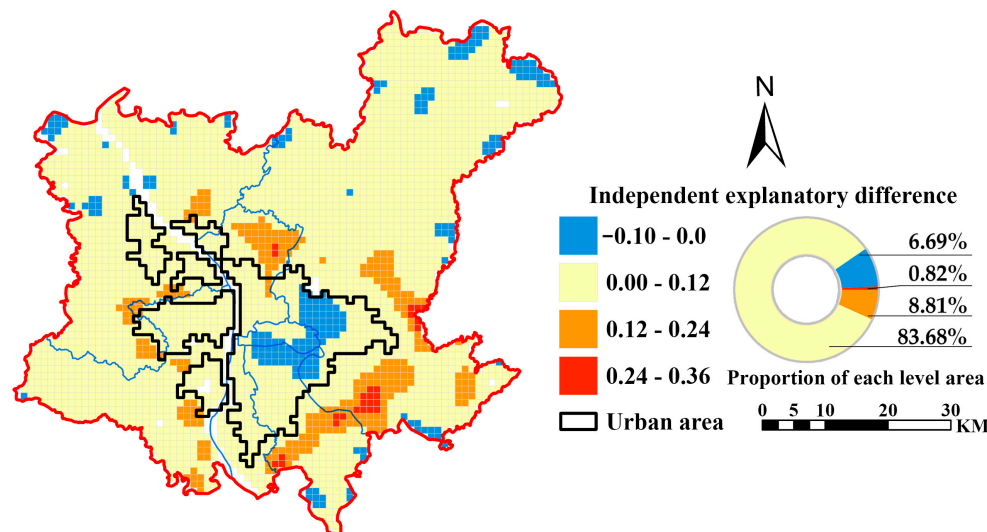 N
Independent explanatory difference
−0.10 - 0.0
0.00 - 0.12
0.12 - 0.24
0.24 - 0.36
Urban area
6.69%
0.82%
8.81%
83.68%
Proportion of each level area
0 5 10 20 30
KM